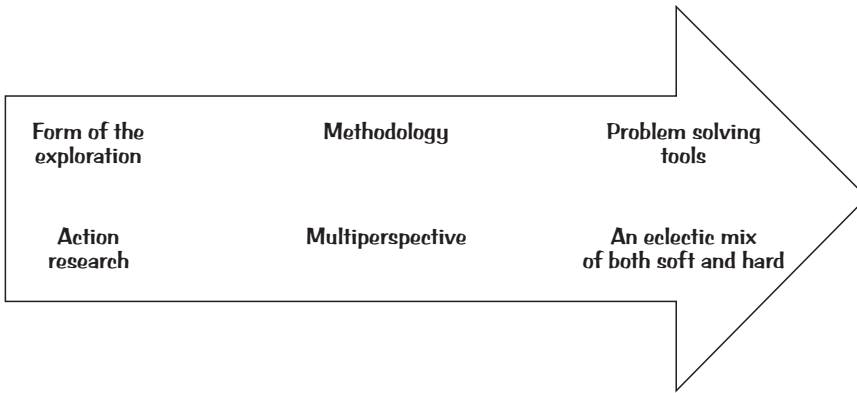 Form of the
exploration
Methodology
Problem solving
tools
Action
research
Multiperspective
An eclectic mix
of both soft and hard